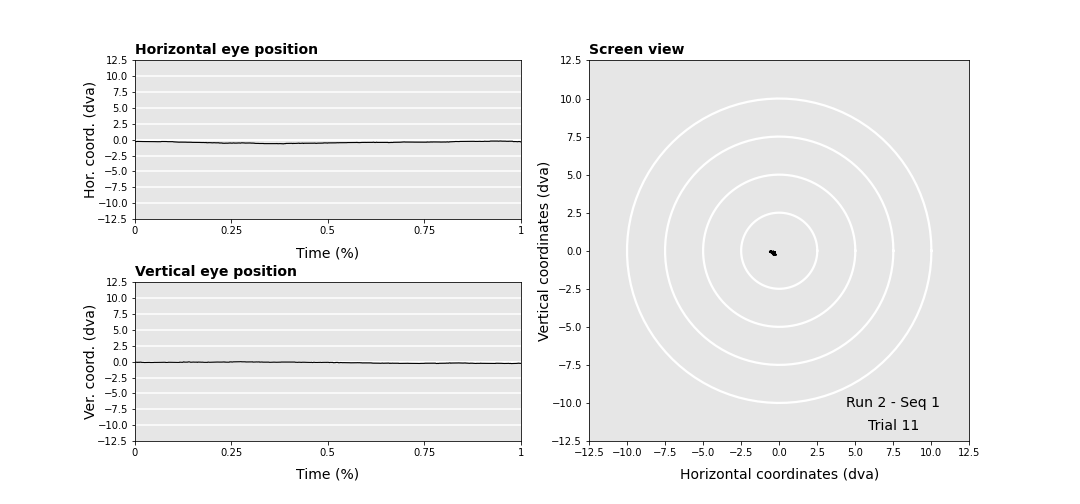 Horizontal eye position
12.5
10.0
7.5
5.0
2.5
0.0
−2.5
−5.0
−7.5
−10.0
−12.5
Hor. coord. (dva)
0 0.25 0.5 0.75 1
Time (%)
Vertical eye position
12.5
10.0
7.5
5.0
2.5
0.0
−2.5
−5.0
−7.5
−10.0
−12.5
Ver. coord. (dva)
0 0.25 0.5 0.75 1
Time (%)
Screen view
12.5
10.0
7.5
5.0
2.5
0.0
−2.5
−5.0
−7.5
−10.0
−12.5
Vertical coordinates (dva)
Run 2 - Seq 1
Trial 11
−12.5 −10.0 −7.5 −5.0 −2.5 0.0 2.5 5.0 7.5 10.0 12.5
Horizontal coordinates (dva)